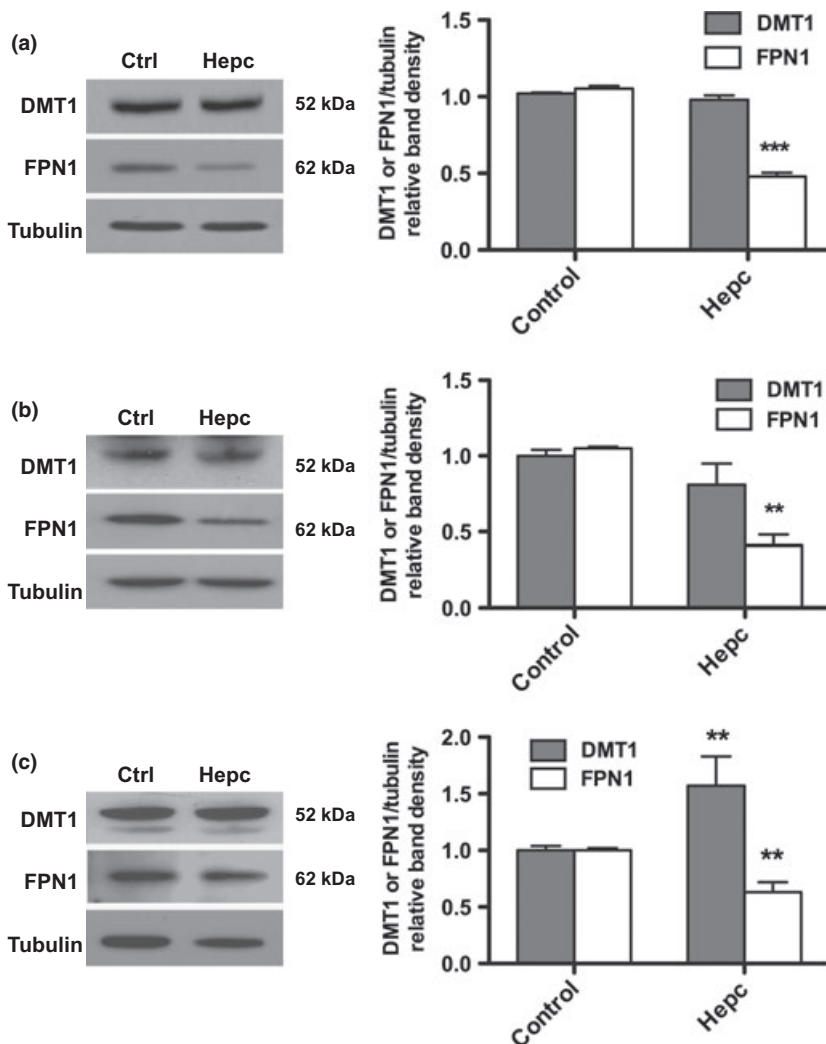 (a)
Ctrl Hepc
DMT1 52 kDa
FPN1 62 kDa
Tubulin
DMT1 or FPN1/tubulin
relative band density
1.5
1.0
0.5
0.0
DMT1
FPN1
***
Control
Hepc
(b)
Ctrl Hepc
DMT1 52 kDa
FPN1 62 kDa
Tubulin
DMT1 or FPN1/tubulin
relative band density
1.5
1.0
0.5
0.0
DMT1
FPN1
**
Control
Hepc
(c)
Ctrl Hepc
DMT1 52 kDa
FPN1 62 kDa
Tubulin
DMT1 or FPN1/tubulin
relative band density
2.0
1.5
1.0
0.5
0.0
DMT1
FPN1
**
**
Control
Hepc